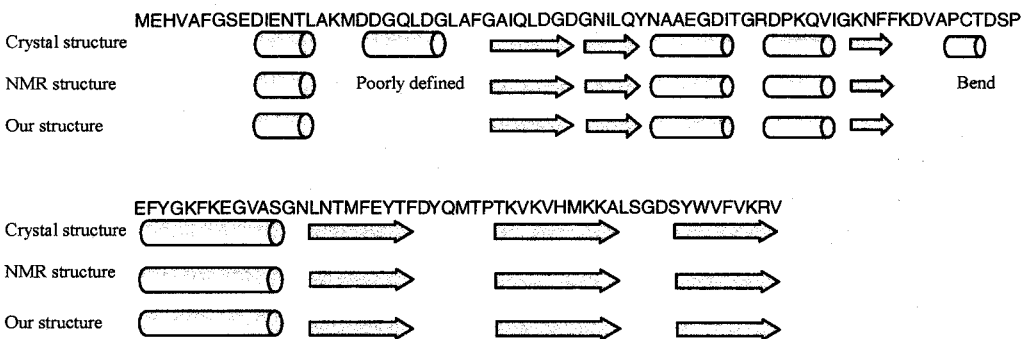 MEHVAFGSEDIENTLAKMDDGQLDGLAFGAIQLDGDGNILQYNAAEGDITGRDPKQVIGKNFFKDVAPCTDSP
Crystal structure
NMR structure Poorly defined Bend
Our structure
EFYGKFKEGVASGNLNTMFEYTFDYQMTPTKVKVHMKKALSGDSYWVFVKRV
Crystal structure
NMR structure
Our structure